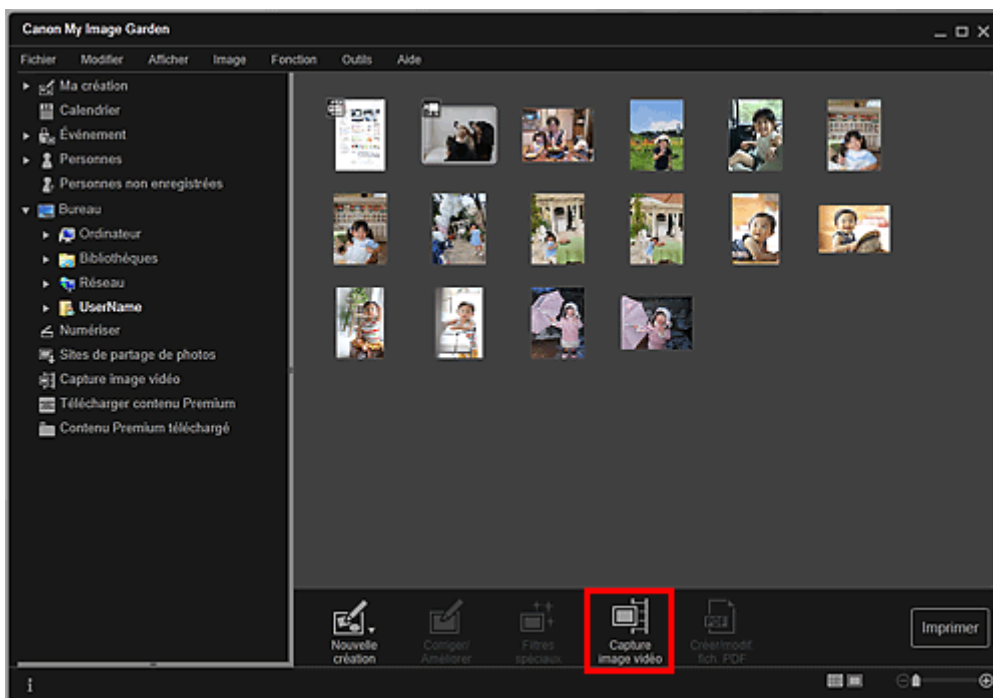 Canon My Image Garden
Fichier Modifier Afficher Image Fonction Outils Aide
Ma création
Calendrier
Événement
Personnes
Personnes non enregistrées
Bureau
Ordinateur
Bibliothèques
Réseau
UserName
Numériser
Sites de partage de photos
Capture image vidéo
Télécharger contenu Premium
Contenu Premium téléchargé
Nouvelle
création
Corriger/
Améliorer
Filtres
spéciaux
Capture
image vidéo
Créer/modif.
fich. PDF
Imprimer